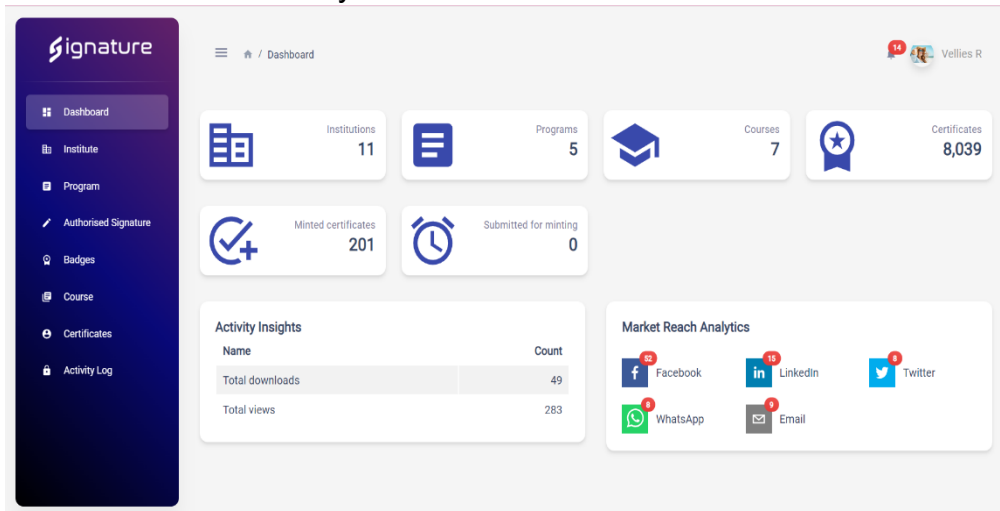 Signature
/ Dashboard
14
Vellies R
Dashboard
Institute
Program
Authorised Signature
Badges
Course
Certificates
Activity Log
Institutions
11
Programs
5
Courses
7
Certificates
8,039
Minted certificates
201
Submitted for minting
0
Activity Insights
Name Count
Total downloads 49
Total views 283
Market Reach Analytics
52
Facebook
15
LinkedIn
8
Twitter
8
WhatsApp
9
Email